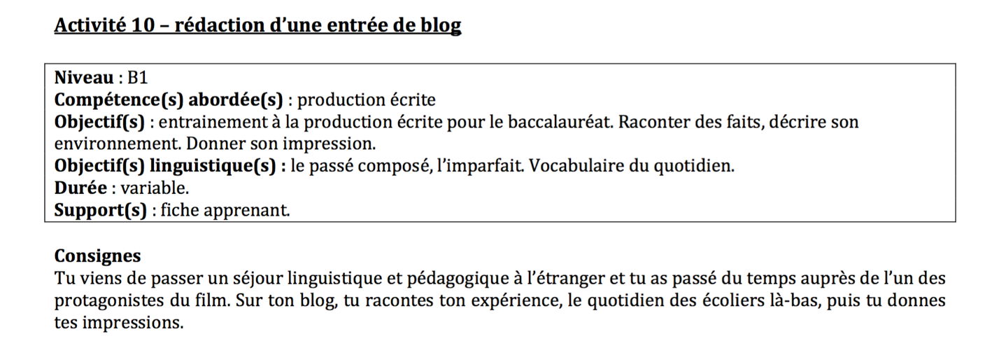 Activité 10 – rédaction d’une entrée de blog
Niveau : B1
Compétence(s) abordée(s) : production écrite
Objectif(s) : entrainement à la production écrite pour le baccalauréat. Raconter des faits, décrire son
environnement. Donner son impression.
Objectif(s) linguistique(s) : le passé composé, l’imparfait. Vocabulaire du quotidien.
Durée : variable.
Support(s) : fiche apprenant.
Consignes
Tu viens de passer un séjour linguistique et pédagogique à l’étranger et tu as passé du temps auprès de l’un des
protagonistes du film. Sur ton blog, tu racontes ton expérience, le quotidien des écoliers là-bas, puis tu donnes
tes impressions.